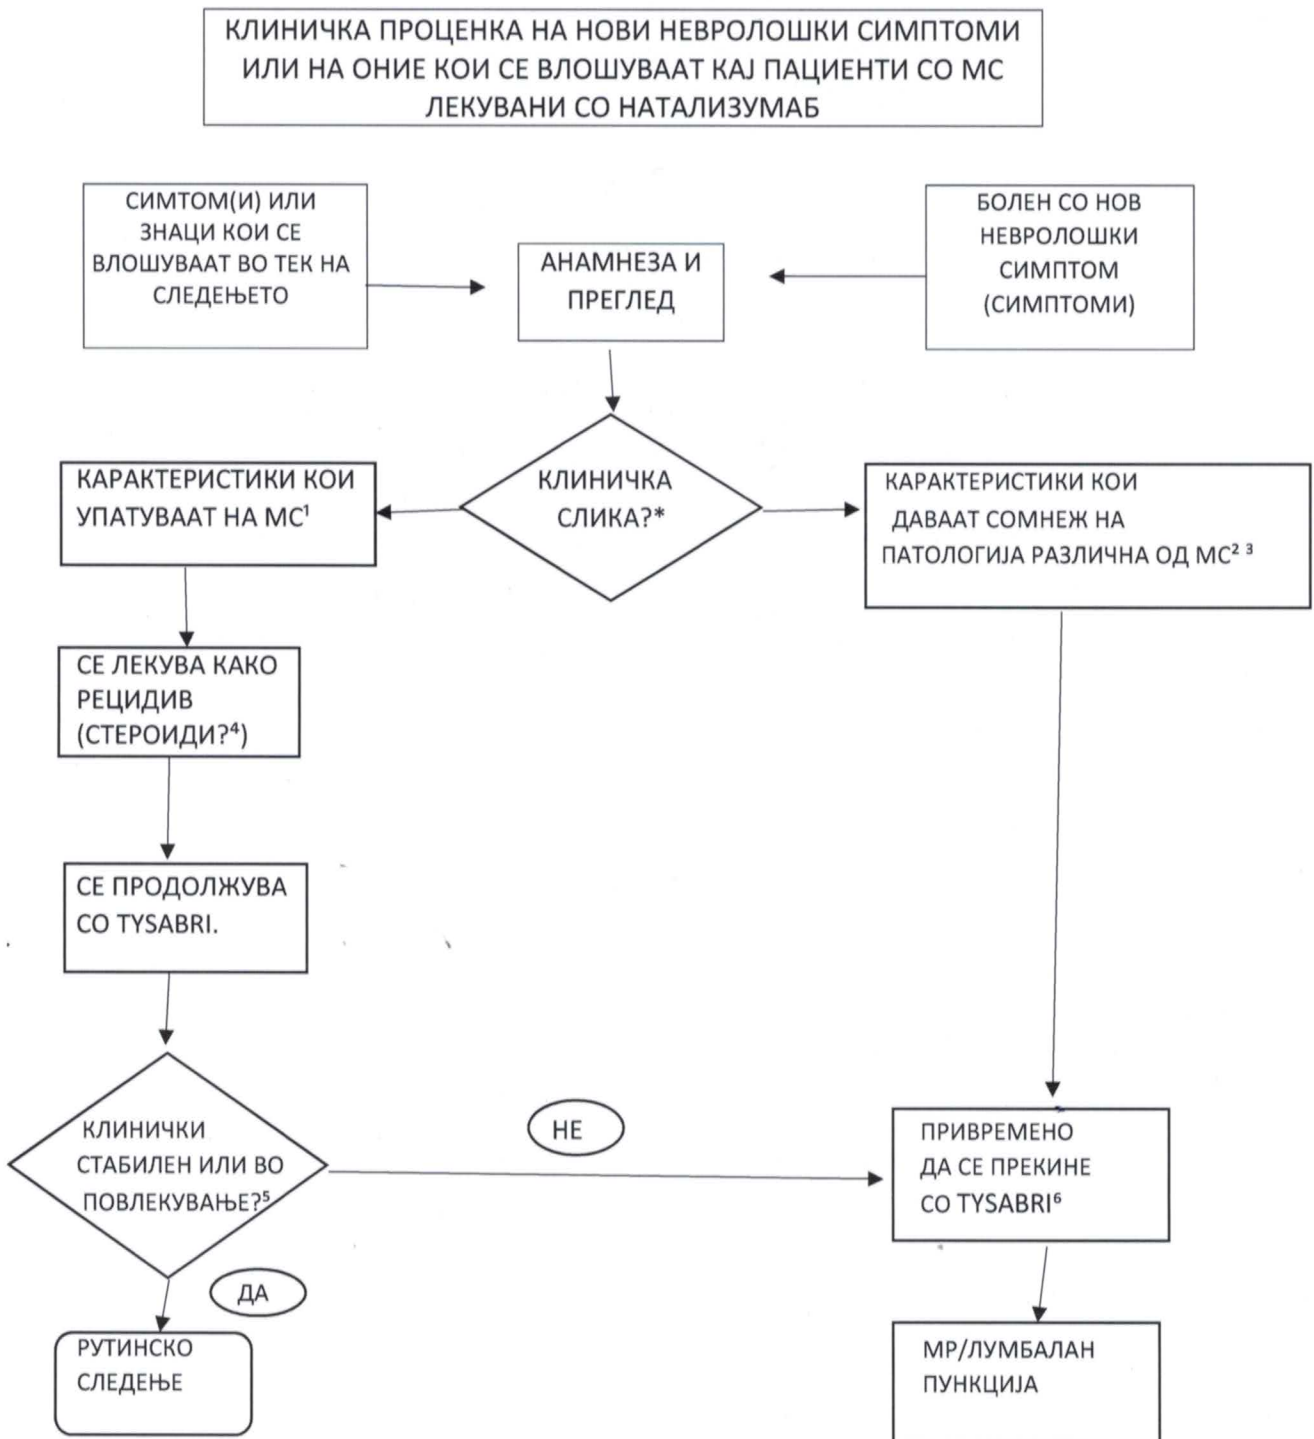 КЛИНИЧКА ПРОЦЕНКА НА НОВИ НЕВРОЛОШКИ СИМПТОМИ
ИЛИ НА ОНИЕ КОИ СЕ ВЛОШУВААТ КАЈ ПАЦИЕНТИ СО МС
ЛЕКУВАНИ СО НАТАЛИЗУМАБ
СИМТОМ(И) ИЛИ
ЗНАЦИ КОИ СЕ
ВЛОШУВААТ ВО ТЕК НА
СЛЕДЕЊЕТО
АНАМНЕЗА И
ПРЕГЛЕД
БОЛЕН СО НОВ
НЕВРОЛОШКИ
СИМПТОМ
(СИМПТОМИ)
КАРАКТЕРИСТИКИ КОИ
УПАТУВААТ НА МС¹
КЛИНИЧКА
СЛИКА?*
КАРАКТЕРИСТИКИ КОИ
ДАВААТ СОМНЕЖ НА
ПАТОЛОГИЈА РАЗЛИЧНА ОД МС² ³
СЕ ЛЕКУВА КАКО
РЕЦИДИВ
(СТЕРОИДИ?⁴)
СЕ ПРОДОЛЖУВА
СО TYSABRI.
КЛИНИЧКИ
СТАБИЛЕН ИЛИ ВО
ПОВЛЕКУВАЊЕ?⁵
НЕ
ПРИВРЕМЕНО
ДА СЕ ПРЕКИНЕ
СО TYSABRI⁶
ДА
РУТИНСКО
СЛЕДЕЊЕ
МР/ЛУМБАЛАН
ПУНКЦИЈА